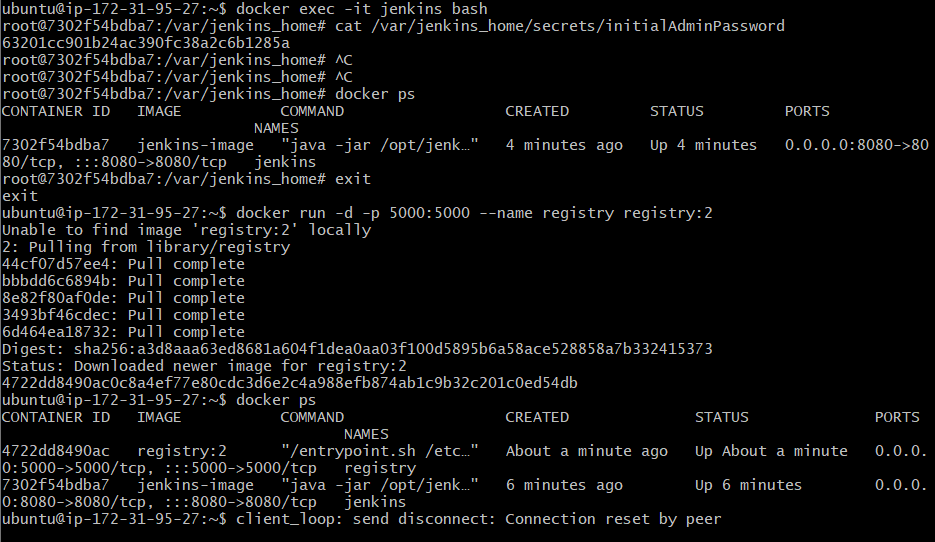 ubuntu@ip-172-31-95-27:~$ docker exec -it jenkins bash
root@7302f54bdba7:/var/jenkins_home# cat /var/jenkins_home/secrets/initialAdminPassword
63201cc901b24ac390fc38a2c6b1285a
root@7302f54bdba7:/var/jenkins_home# ^C
root@7302f54bdba7:/var/jenkins_home# ^C
root@7302f54bdba7:/var/jenkins_home# docker ps
CONTAINER ID   IMAGE           COMMAND                  CREATED         STATUS         PORTS
                            NAMES
7302f54bdba7   jenkins-image   "java -jar /opt/jenk…"   4 minutes ago   Up 4 minutes   0.0.0.0:8080->80
80/tcp, :::8080->8080/tcp   jenkins
root@7302f54bdba7:/var/jenkins_home# exit
exit
ubuntu@ip-172-31-95-27:~$ docker run -d -p 5000:5000 --name registry registry:2
Unable to find image 'registry:2' locally
2: Pulling from library/registry
44cf07d57ee4: Pull complete
bbbdd6c6894b: Pull complete
8e82f80af0de: Pull complete
3493bf46cdec: Pull complete
6d464ea18732: Pull complete
Digest: sha256:a3d8aaa63ed8681a604f1dea0aa03f100d5895b6a58ace528858a7b332415373
Status: Downloaded newer image for registry:2
4722dd8490ac0c8a4ef77e80cdc3d6e2c4a988efb874ab1c9b32c201c0ed54db
ubuntu@ip-172-31-95-27:~$ docker ps
CONTAINER ID   IMAGE           COMMAND                  CREATED              STATUS              PORTS
                                      NAMES
4722dd8490ac   registry:2      "/entrypoint.sh /etc…"   About a minute ago   Up About a minute   0.0.0.
0:5000->5000/tcp, :::5000->5000/tcp   registry
7302f54bdba7   jenkins-image   "java -jar /opt/jenk…"   6 minutes ago        Up 6 minutes        0.0.0.
0:8080->8080/tcp, :::8080->8080/tcp   jenkins
ubuntu@ip-172-31-95-27:~$ client_loop: send disconnect: Connection reset by peer